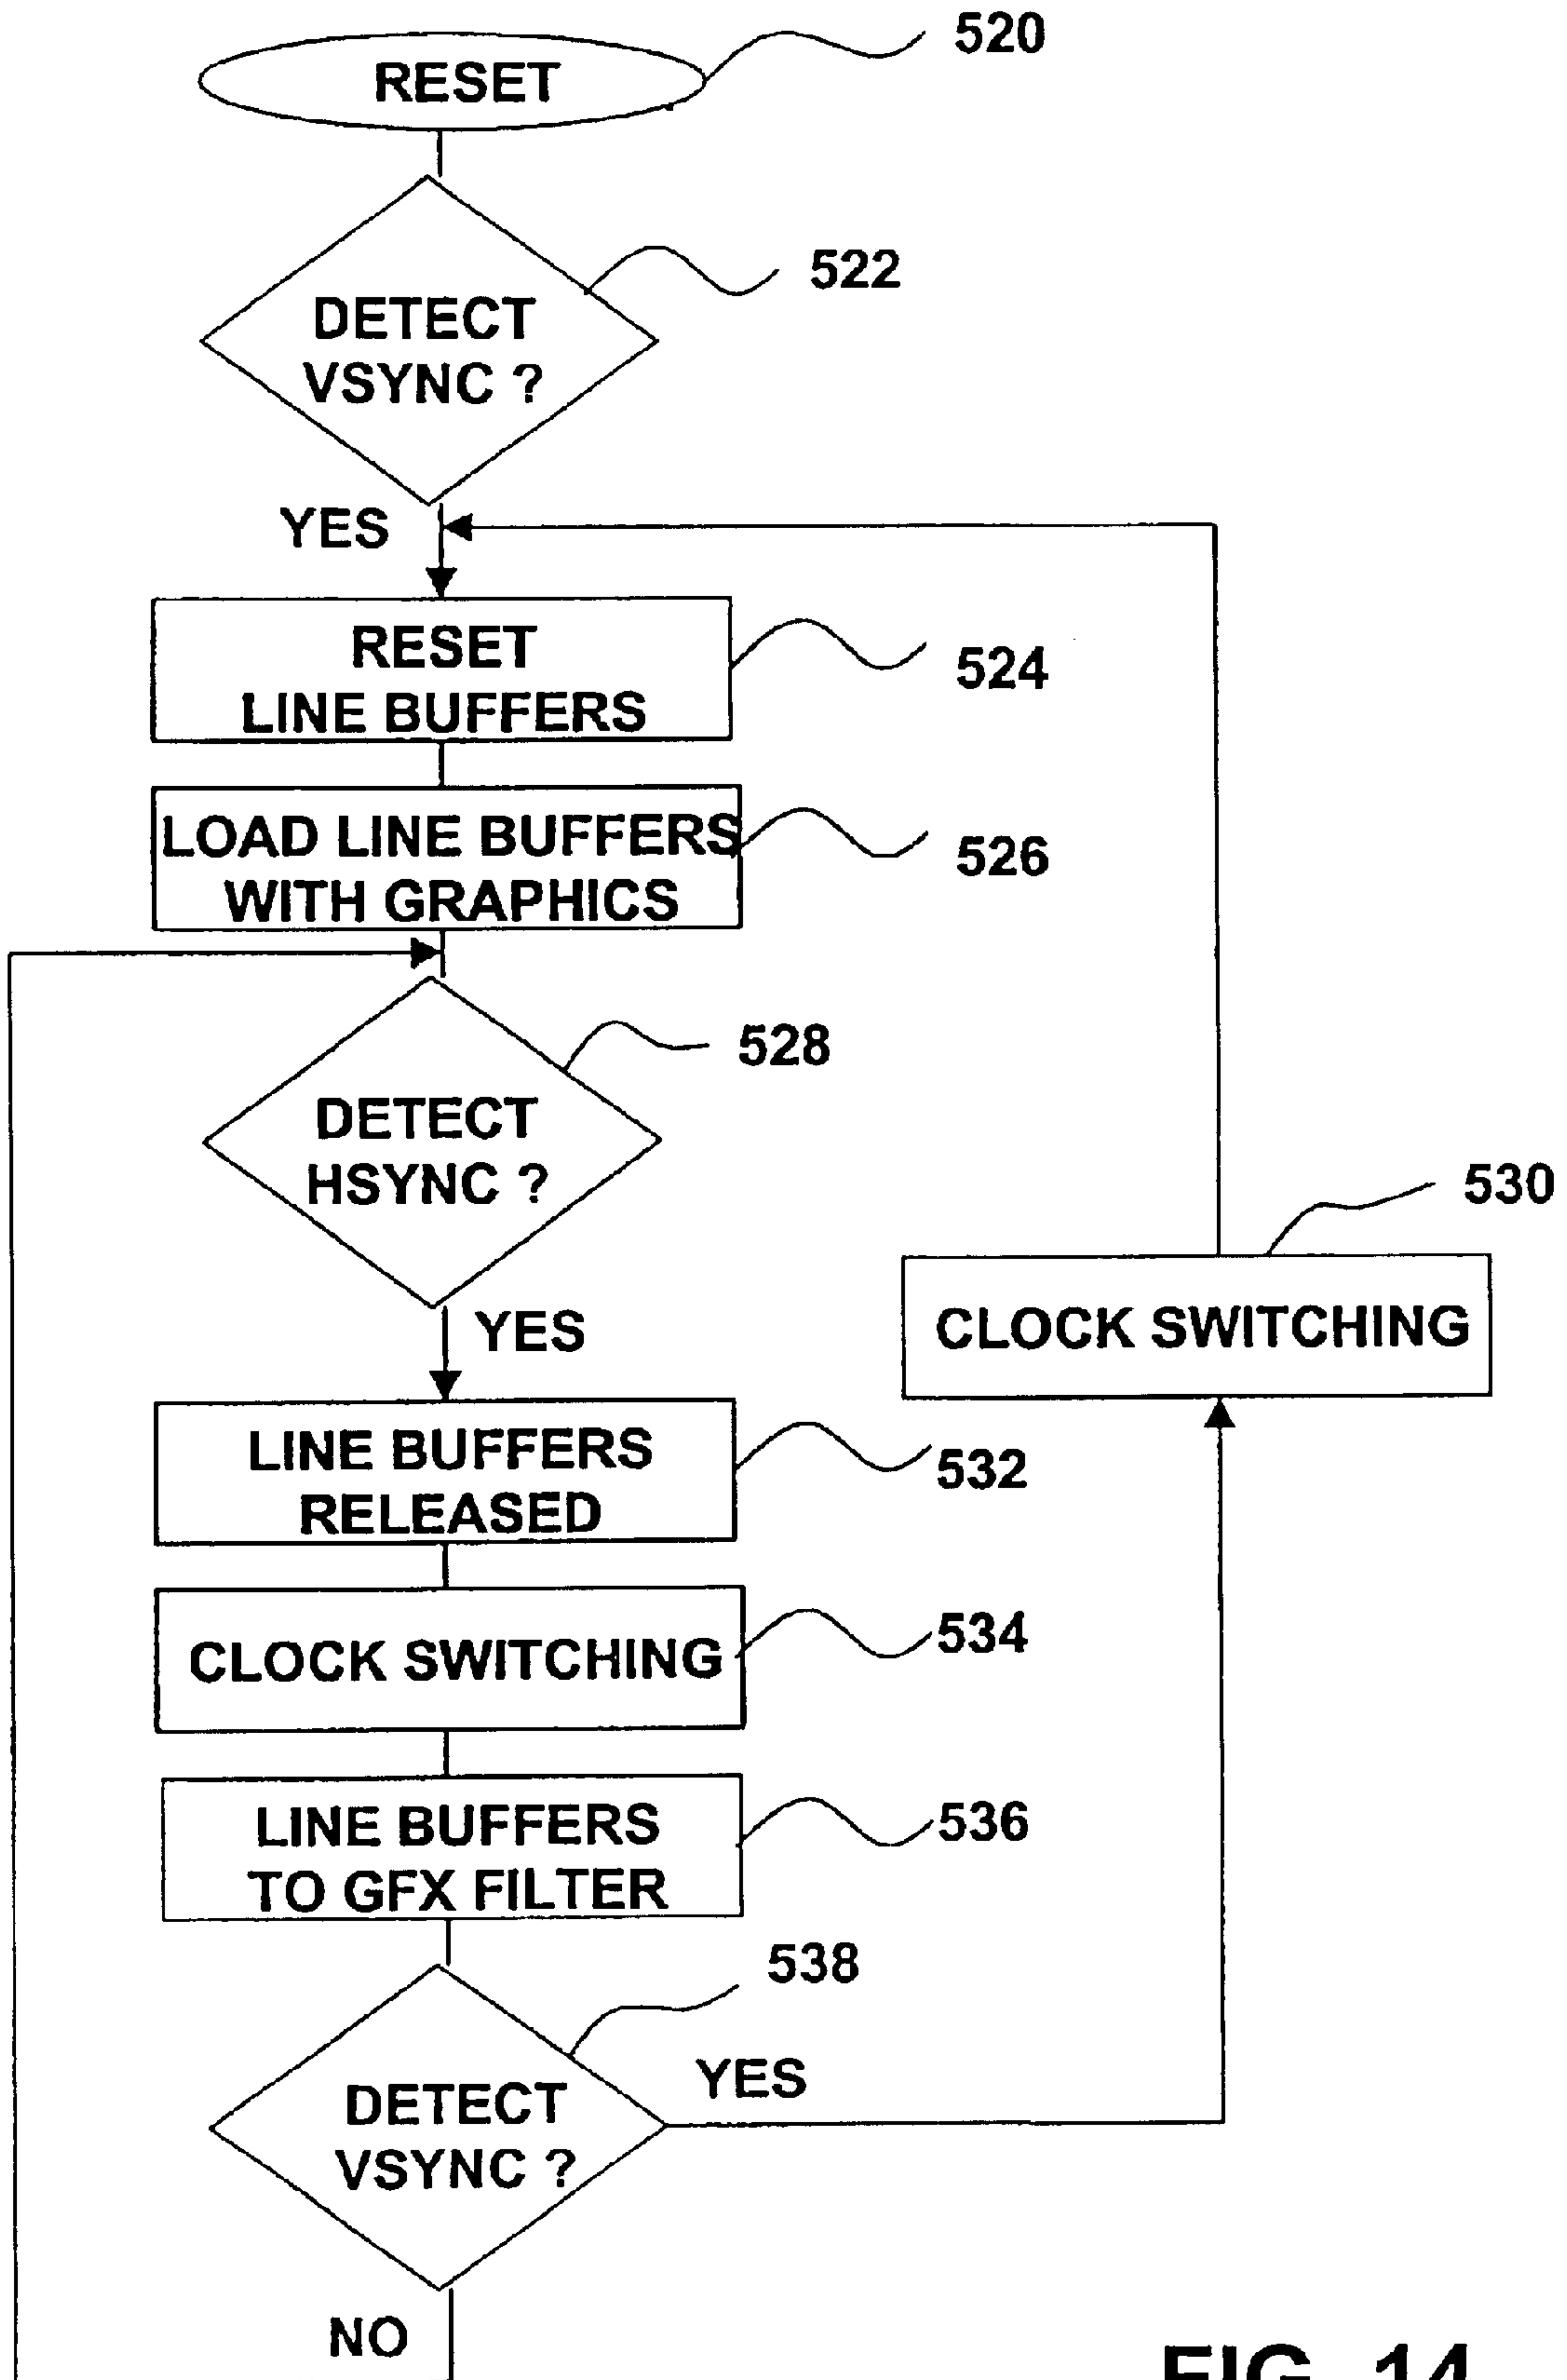 520
RESET
522
DETECT
VSYNC ?
YES
RESET
LINE BUFFERS
524
LOAD LINE BUFFERS
WITH GRAPHICS
526
528
DETECT
HSYNC ?
530
YES
CLOCK SWITCHING
LINE BUFFERS
RELEASED
532
CLOCK SWITCHING
534
LINE BUFFERS
TO GFX FILTER
536
538
YES
DETECT
VSYNC ?
NO
FIG. 14